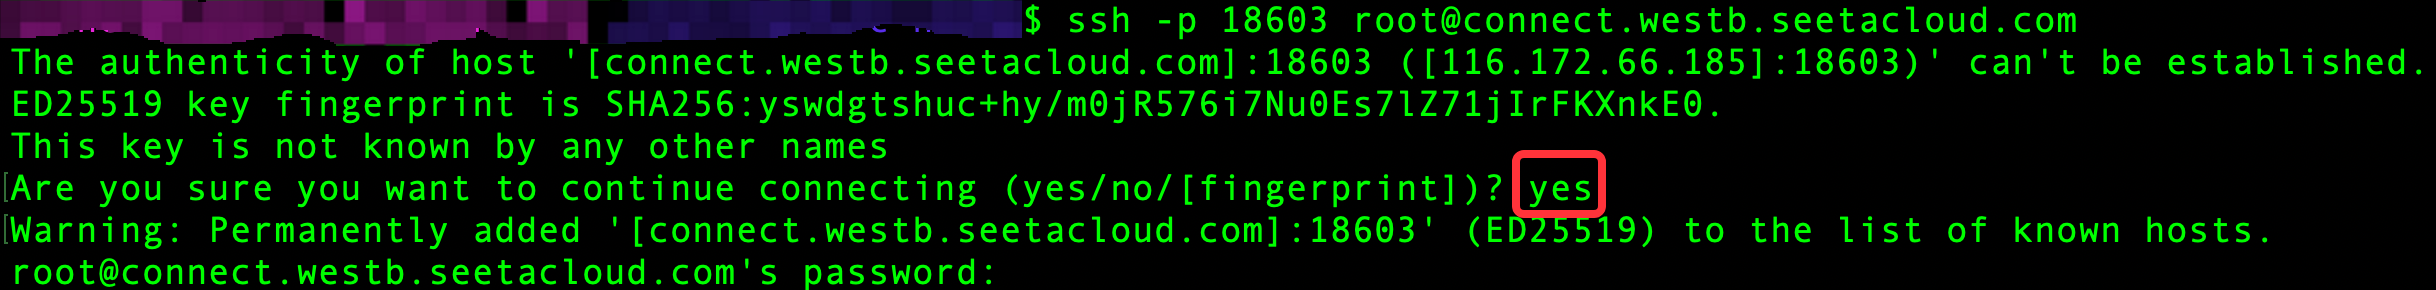 $ ssh -p 18603 root@connect.westb.seetacloud.com
The authenticity of host '[connect.westb.seetacloud.com]:18603 ([116.172.66.185]:18603)' can't be established.
ED25519 key fingerprint is SHA256:yswdgtshuc+hy/m0jR576i7Nu0Es7lZ71jIrFKXnkE0.
This key is not known by any other names
[Are you sure you want to continue connecting (yes/no/[fingerprint])? yes
[Warning: Permanently added '[connect.westb.seetacloud.com]:18603' (ED25519) to the list of known hosts.
root@connect.westb.seetacloud.com's password: